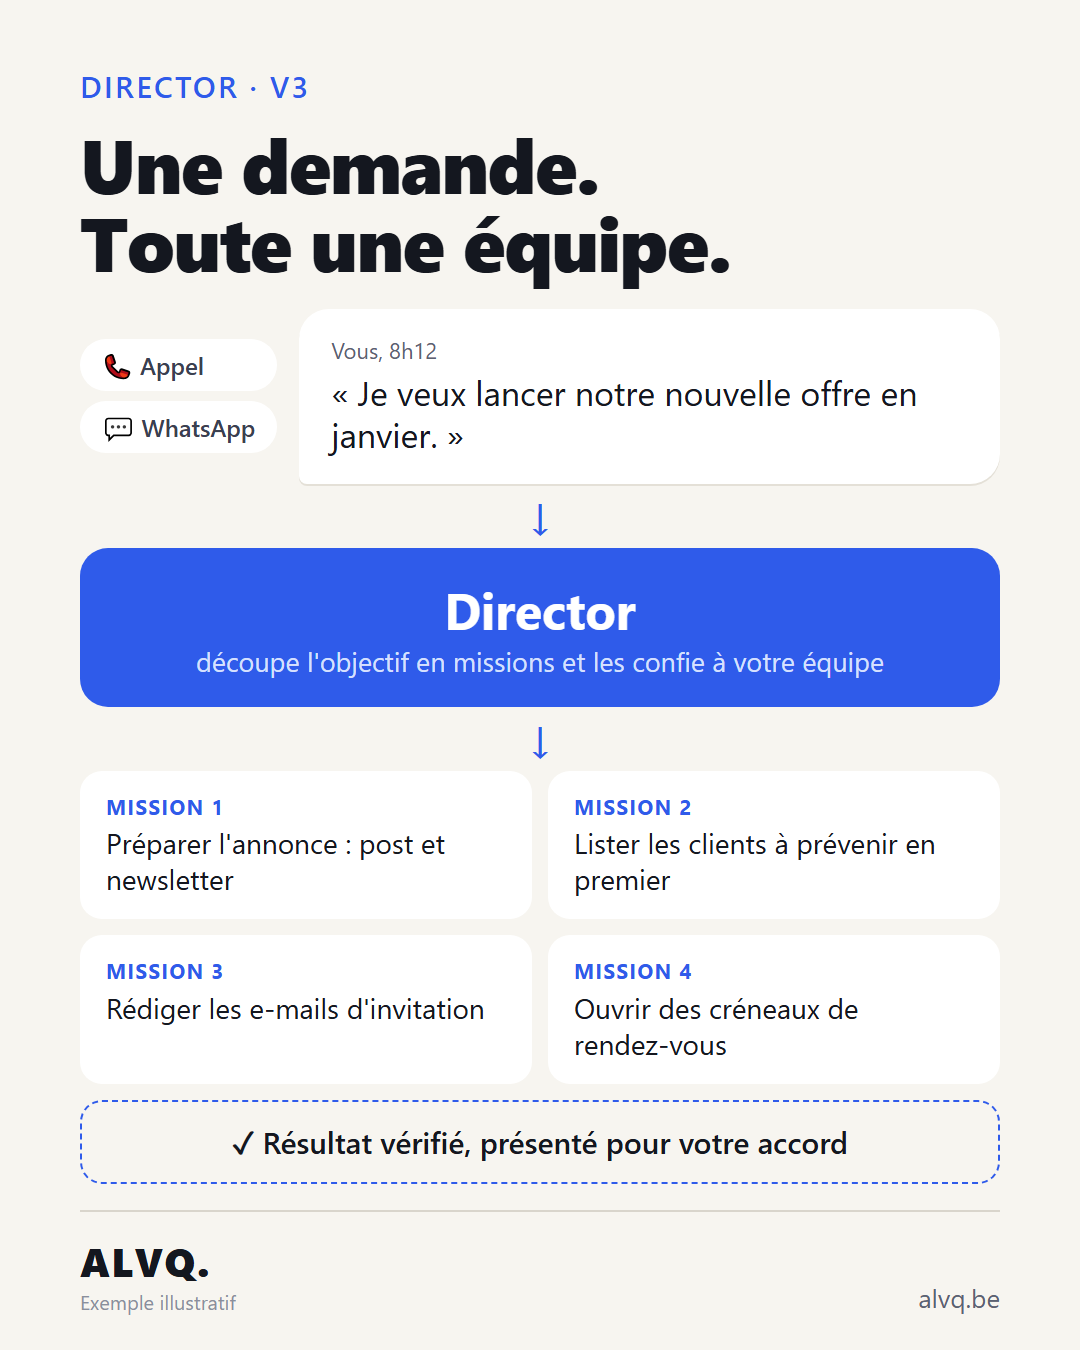 DIRECTOR · V3
Une demande.
Toute une équipe.
Appel
WhatsApp
Vous, 8h12
« Je veux lancer notre nouvelle offre en
janvier. »
↓
Director
découpe l'objectif en missions et les confie à votre équipe
↓
MISSION 1
Préparer l'annonce : post et
newsletter
MISSION 2
Lister les clients à prévenir en
premier
MISSION 3
Rédiger les e-mails d'invitation
MISSION 4
Ouvrir des créneaux de
rendez-vous
✓ Résultat vérifié, présenté pour votre accord
ALVQ.
Exemple illustratif
alvq.be